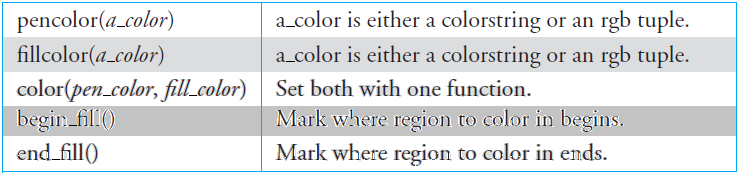 pencolor(a_color) a_color is either a colorstring or an rgb tuple.
fillcolor(a_color) a_color is either a colorstring or an rgb tuple.
color(pen_color, fill_color) Set both with one function.
begin_fill() Mark where region to color in begins.
end_fill() Mark where region to color in ends.